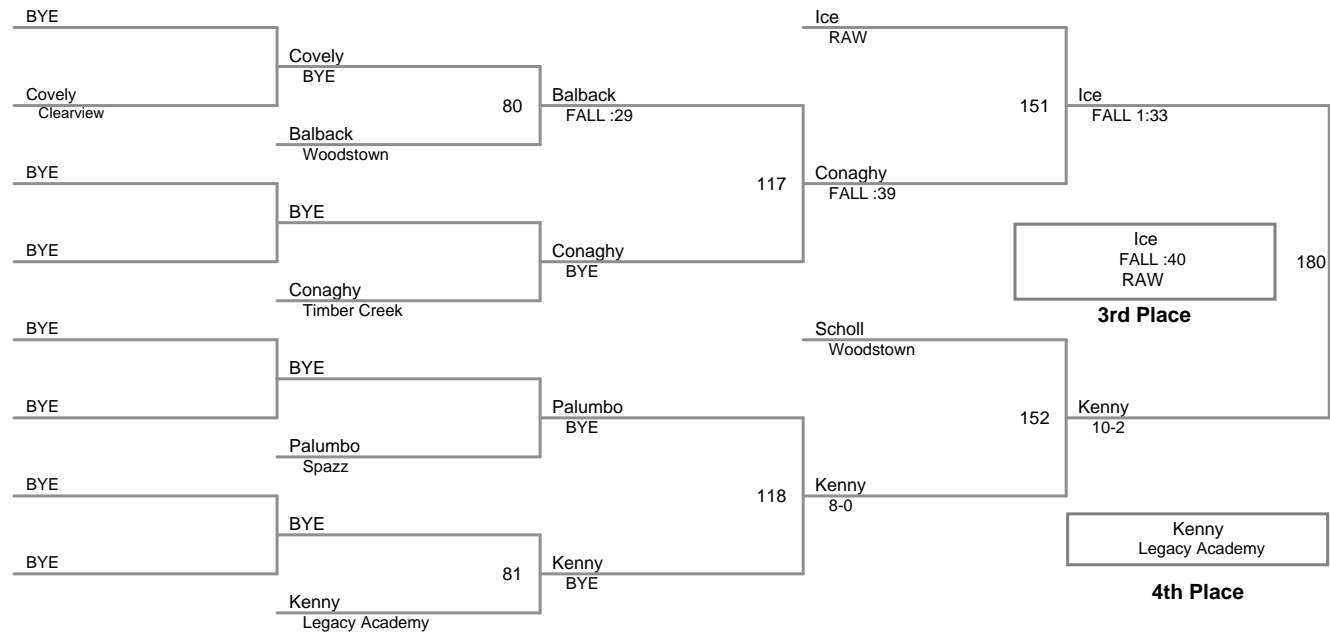 BYE
Covely
Clearview
BYE
BYE
BYE
BYE
BYE
BYE
Covely
BYE
Balback
Woodstown
BYE
Conaghy
Timber Creek
BYE
Palumbo
Spazz
BYE
Kenny
Legacy Academy
80
81
Balback
FALL :29
Conaghy
BYE
Palumbo
BYE
Kenny
BYE
117
118
Ice
RAW
Conaghy
FALL :39
Scholl
Woodstown
Kenny
8-0
151
152
Ice
FALL 1:33
Kenny
10-2
180
Ice
FALL :40
RAW
3rd Place
Kenny
Legacy Academy
4th Place